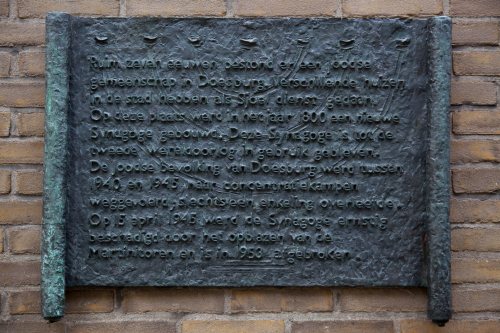 Ruim zeven eeuwen bestond er een Joodse
gemeenschap in Doesburg. Verschillende huizen
in de stad hebben als Sjoel dienst gedaan.
Op deze plaats werd in het jaar 1800 een nieuwe
Synagoge gebouwd. Deze Synagoge is tot de
tweede wereldoorlog in gebruik gebleven.
De joodse bevolking van Doesburg werd tussen
1940 en 1945 naar concentratiekampen
weggevoerd, slechts een enkeling overleefde.
Op 15 april 1945 werd de Synagoge ernstig
beschadigd door het opblazen van de
Martinitoren en is in 1953 afgebroken.